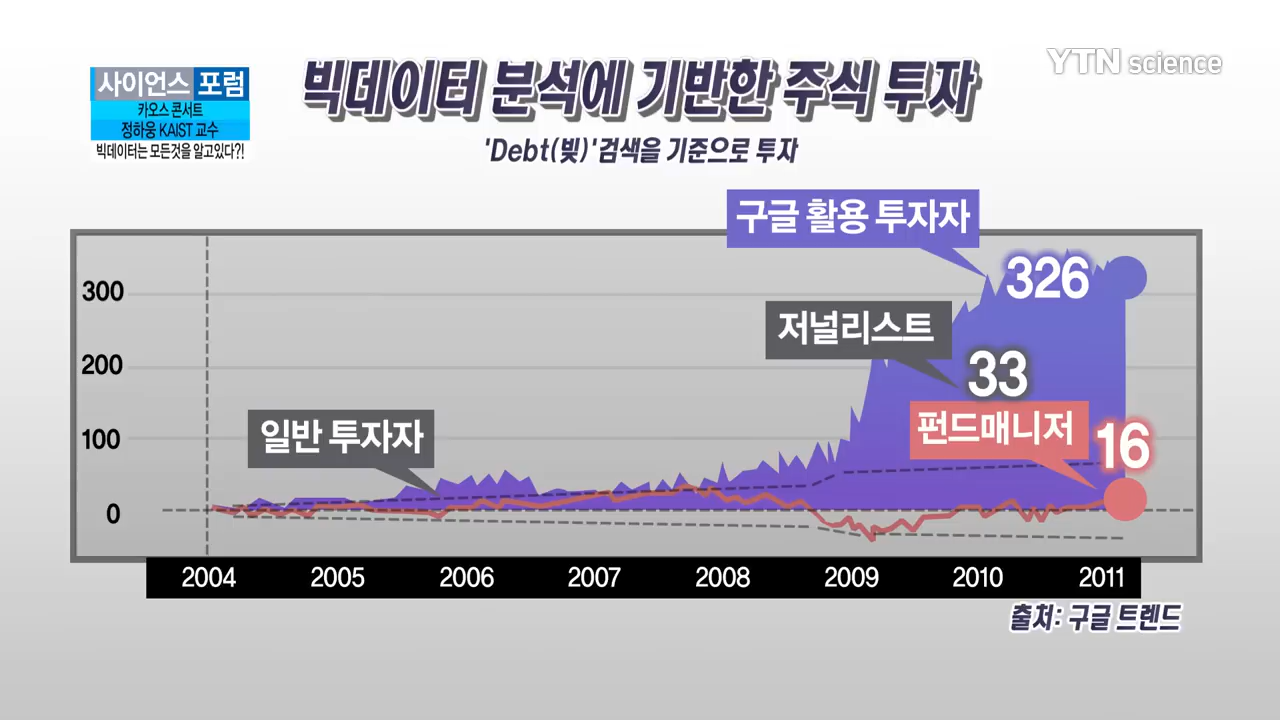 사이언스 포럼
카오스 콘서트
정하웅 KAIST 교수
빅데이터는 모든것을 알고있다?!
YTN science
빅데이터 분석에 기반한 주식 투자
'Debt(빚)'검색을 기준으로 투자
구글 활용 투자자
326
저널리스트
33
일반 투자자
펀드매니저
16
300
200
100
0
2004 2005 2006 2007 2008 2009 2010 2011
출처: 구글 트렌드